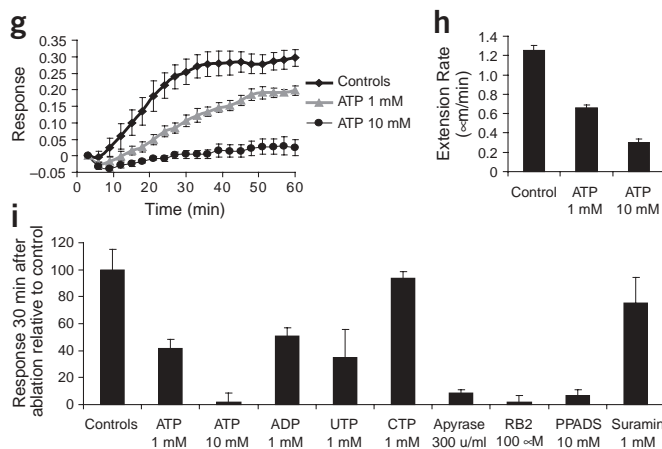 g
Response
0.35
0.30
0.25
0.20
0.15
0.10
0.05
0
−0.05
0 10 20 30 40 50 60
Time (min)
Controls
ATP 1 mM
ATP 10 mM
h
Extension Rate
(∝m/min)
1.4
1.2
1.0
0.8
0.6
0.4
0.2
0
Control ATP ATP
1 mM 10 mM
i
Response 30 min after
ablation relative to control
120
100
80
60
40
20
0
Controls ATP ATP ADP UTP CTP Apyrase RB2 PPADS Suramin
1 mM 10 mM 1 mM 1 mM 1 mM 300 u/ml 100 ∝M 10 mM 1 mM